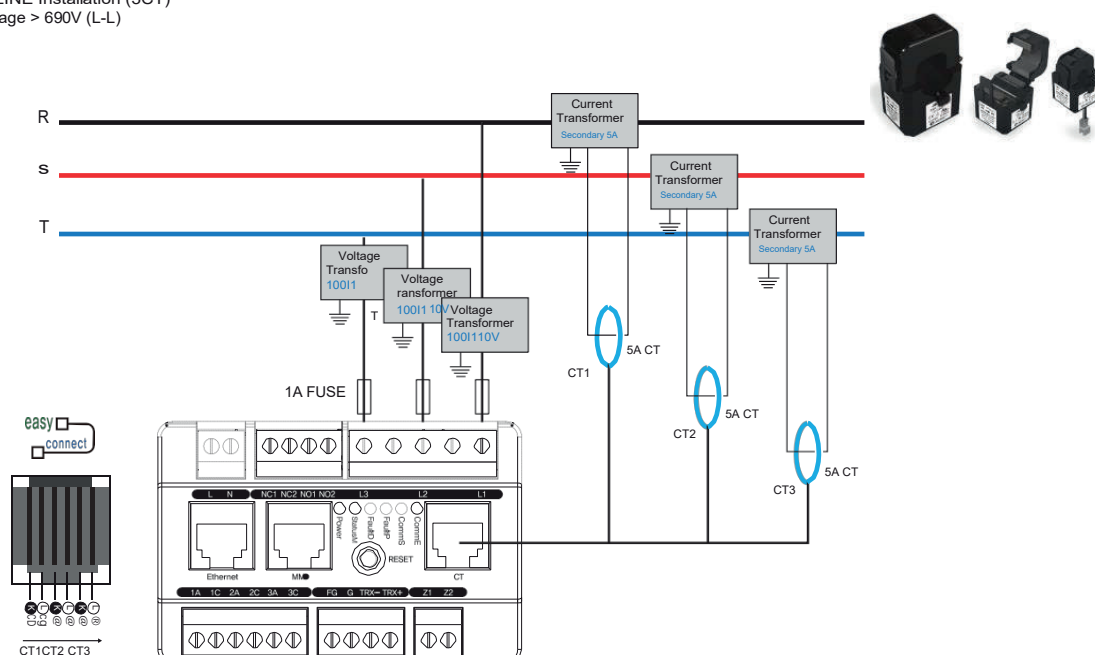 LINE Installation (3CT)
age > 690V (L-L)
R
Current
Transformer
Secondary 5A
S
Current
Transformer
Secondary 5A
T
Current
Transformer
Secondary 5A
Voltage
Transfo
100I1
T
Voltage
ransformer
100I1 10V
Voltage
Transformer
100I110V
5A CT
CT1
5A CT
CT2
5A CT
CT3
1A FUSE
easy
connect
L N NC1 NC2 NO1 NO2 L3 L2 L1
Power
StatusM
FaultD
FaultP
CommS
CommE
RESET
Ethernet
CT
1A 1C 2A 2C 3A 3C FG G TRX- TRX+ Z1 Z2
CT1CT2 CT3